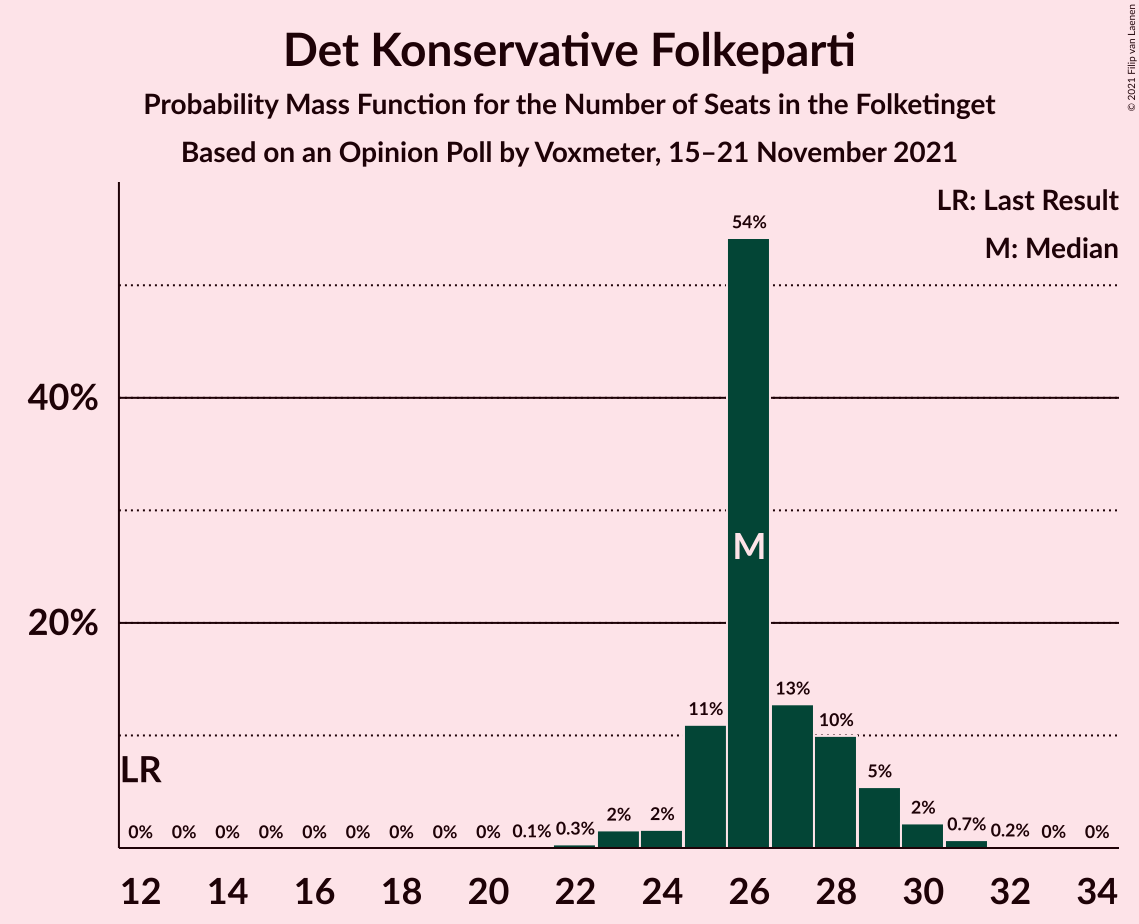 Det Konservative Folkeparti
Probability Mass Function for the Number of Seats in the Folketinget
Based on an Opinion Poll by Voxmeter, 15–21 November 2021
© 2021 Filip van Laenen
LR: Last Result
M: Median
54%
40%
M
20%
13%
11%
10%
LR
5%
2%
2%
2%
0%
0%
0%
0%
0%
0%
0%
0%
0%
0.1%
0.3%
0.7%
0.2%
0%
0%
12 14 16 18 20 22 24 26 28 30 32 34